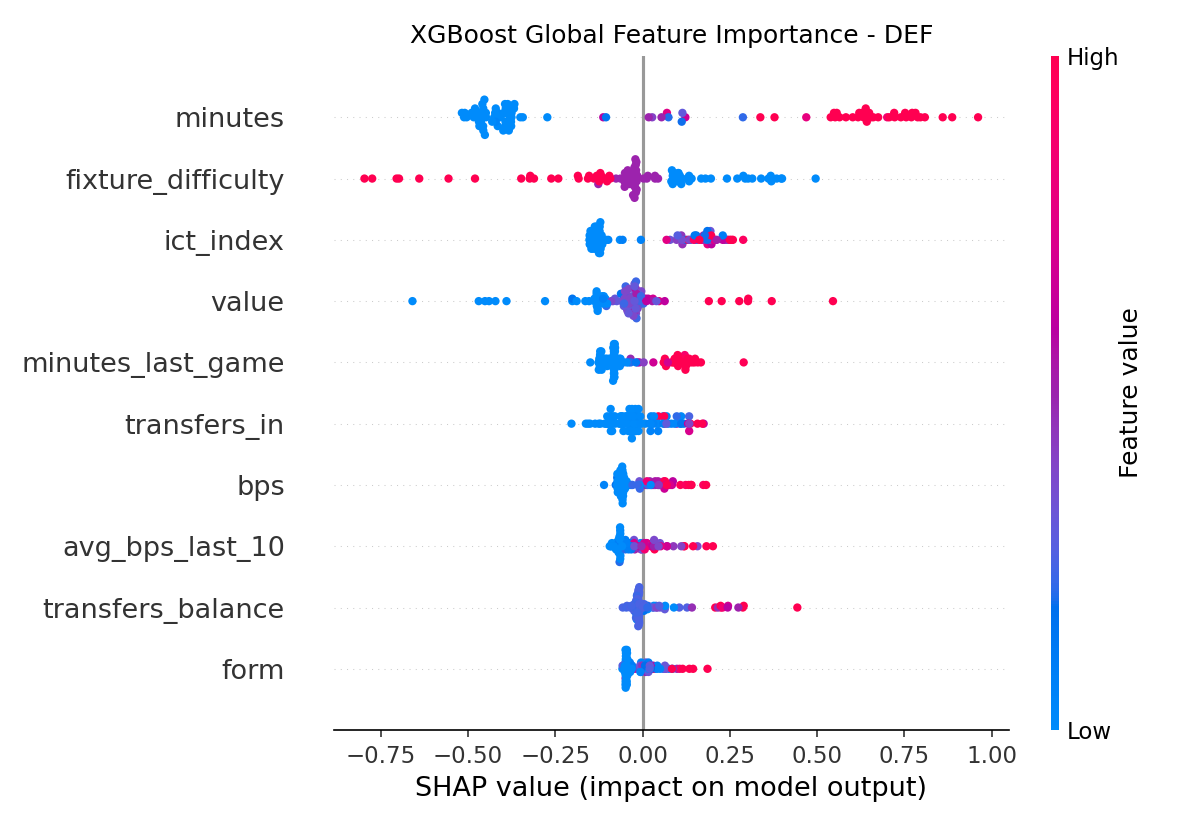 XGBoost Global Feature Importance - DEF
High
minutes
fixture_difficulty
ict_index
value
minutes_last_game
transfers_in
bps
avg_bps_last_10
transfers_balance
form
Feature value
Low
−0.75 −0.50 −0.25 0.00 0.25 0.50 0.75 1.00
SHAP value (impact on model output)